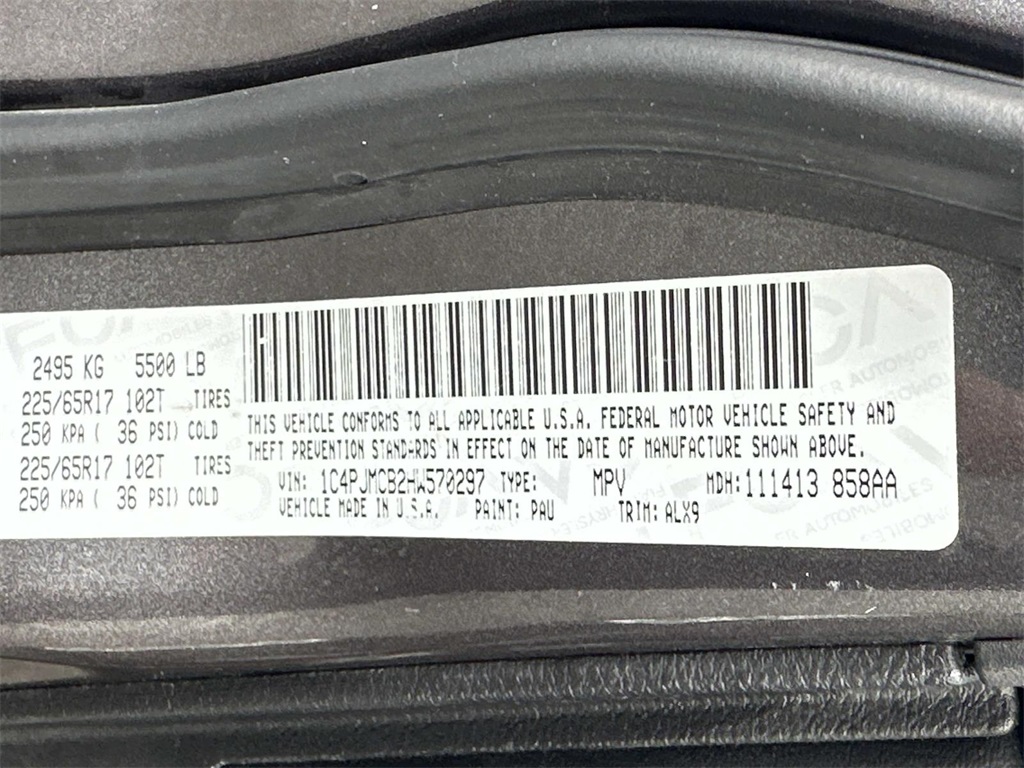 2495 KG 5500 LB
225/65R17 102T TIRES
250 KPA ( 36 PSI) COLD
225/65R17 102T TIRES
250 KPA ( 36 PSI) COLD
THIS VEHICLE CONFORMS TO ALL APPLICABLE U.S.A. FEDERAL MOTOR VEHICLE SAFETY AND
THEFT PREVENTION STANDARDS IN EFFECT ON THE DATE OF MANUFACTURE SHOWN ABOVE.
VIN: 1C4PJMCB2HW570297 TYPE: MPV MDH: 111413 858AA
VEHICLE MADE IN U.S.A. PAINT: PAU TRIM: ALX9